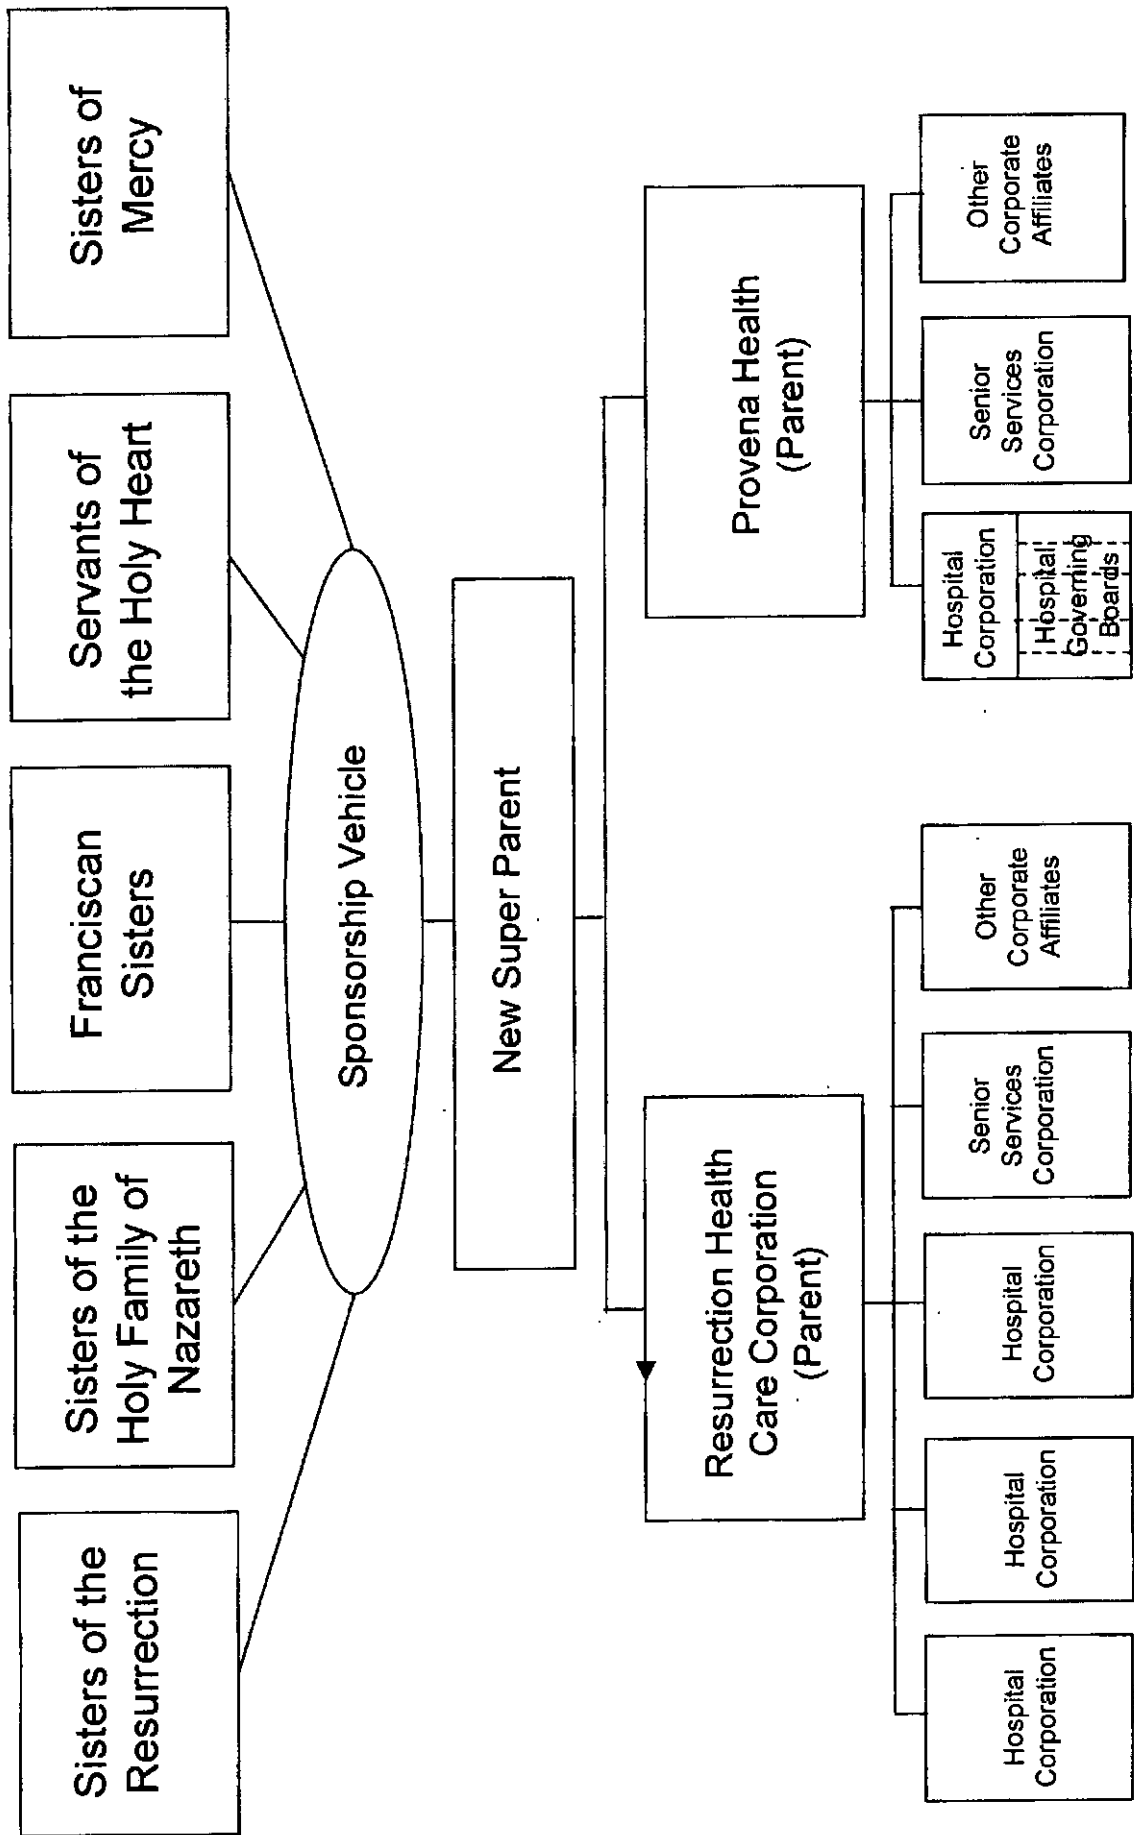 Sisters of the
Resurrection
Sisters of the
Holy Family of
Nazareth
Franciscan
Sisters
Servants of
the Holy Heart
Sisters of
Mercy
Sponsorship Vehicle
New Super Parent
Resurrection Health
Care Corporation
(Parent)
Provena Health
(Parent)
Hospital
Corporation
Hospital
Corporation
Hospital
Corporation
Senior
Services
Corporation
Other
Corporate
Affiliates
Hospital
Corporation
Hospital
Governing
Boards
Senior
Services
Corporation
Other
Corporate
Affiliates